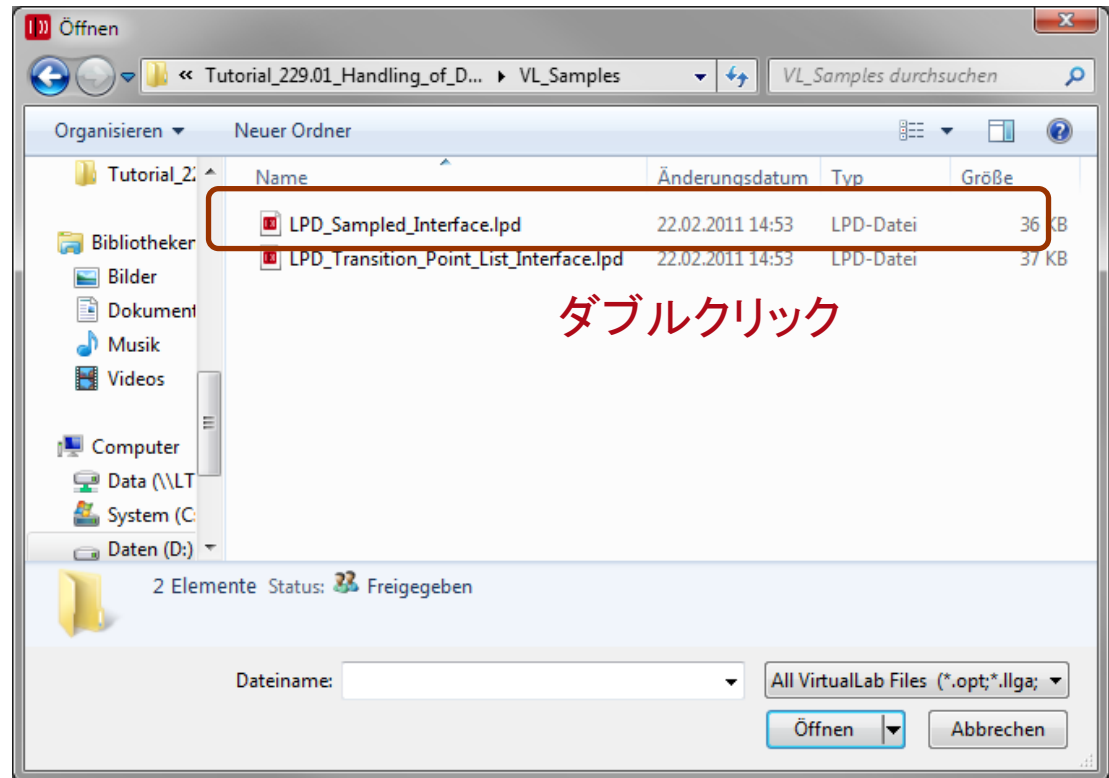 Öffnen
« Tutorial_229.01_Handling_of_D... ▸ VL_Samples
VL_Samples durchsuchen
Organisieren ▼ Neuer Ordner
Tutorial_2
Name Änderungsdatum Typ Größe
LPD_Sampled_Interface.lpd 22.02.2011 14:53 LPD-Datei 36 KB
Bibliotheken
LPD_Transition_Point_List_Interface.lpd 22.02.2011 14:53 LPD-Datei 37 KB
Bilder
ダブルクリック
Dokument
Musik
Videos
Computer
Data (\\LT
System (C:
Daten (D:)
2 Elemente Status: Freigegeben
Dateiname:
All VirtualLab Files (*.opt;*.llga;
Öffnen
Abbrechen